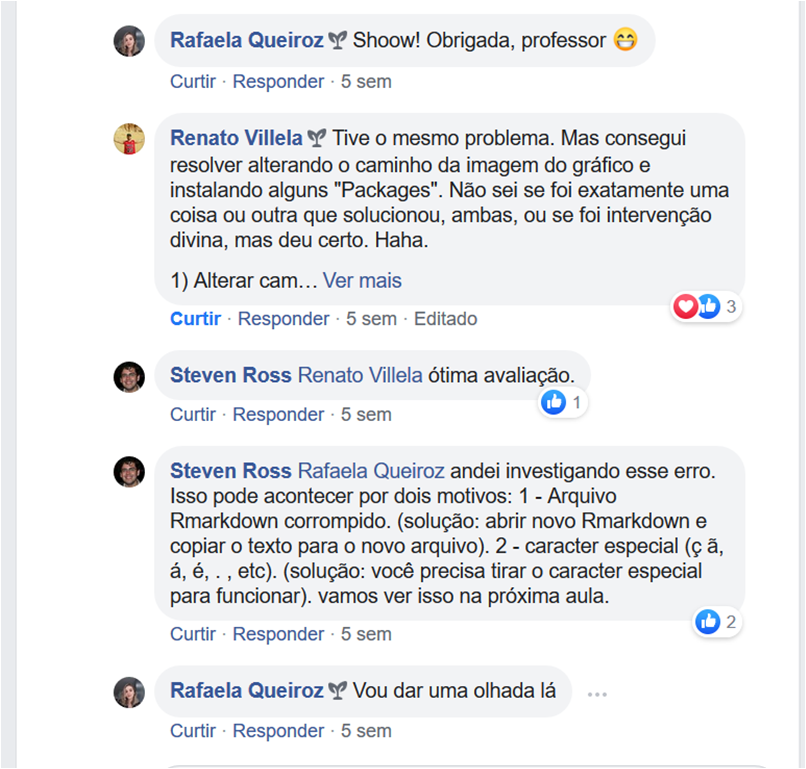 Rafaela Queiroz Shoow! Obrigada, professor 😁
Curtir · Responder · 5 sem
Renato Villela Tive o mesmo problema. Mas consegui
resolver alterando o caminho da imagem do gráfico e
instalando alguns "Packages". Não sei se foi exatamente uma
coisa ou outra que solucionou, ambas, ou se foi intervenção
divina, mas deu certo. Haha.
1) Alterar cam… Ver mais
3
Curtir · Responder · 5 sem · Editado
Steven Ross Renato Villela ótima avaliação.
1
Curtir · Responder · 5 sem
Steven Ross Rafaela Queiroz andei investigando esse erro.
Isso pode acontecer por dois motivos: 1 - Arquivo
Rmarkdown corrompido. (solução: abrir novo Rmarkdown e
copiar o texto para o novo arquivo). 2 - caracter especial (ç ã,
á, é, . , etc). (solução: você precisa tirar o caracter especial
para funcionar). vamos ver isso na próxima aula.
2
Curtir · Responder · 5 sem
Rafaela Queiroz Vou dar uma olhada lá
Curtir · Responder · 5 sem